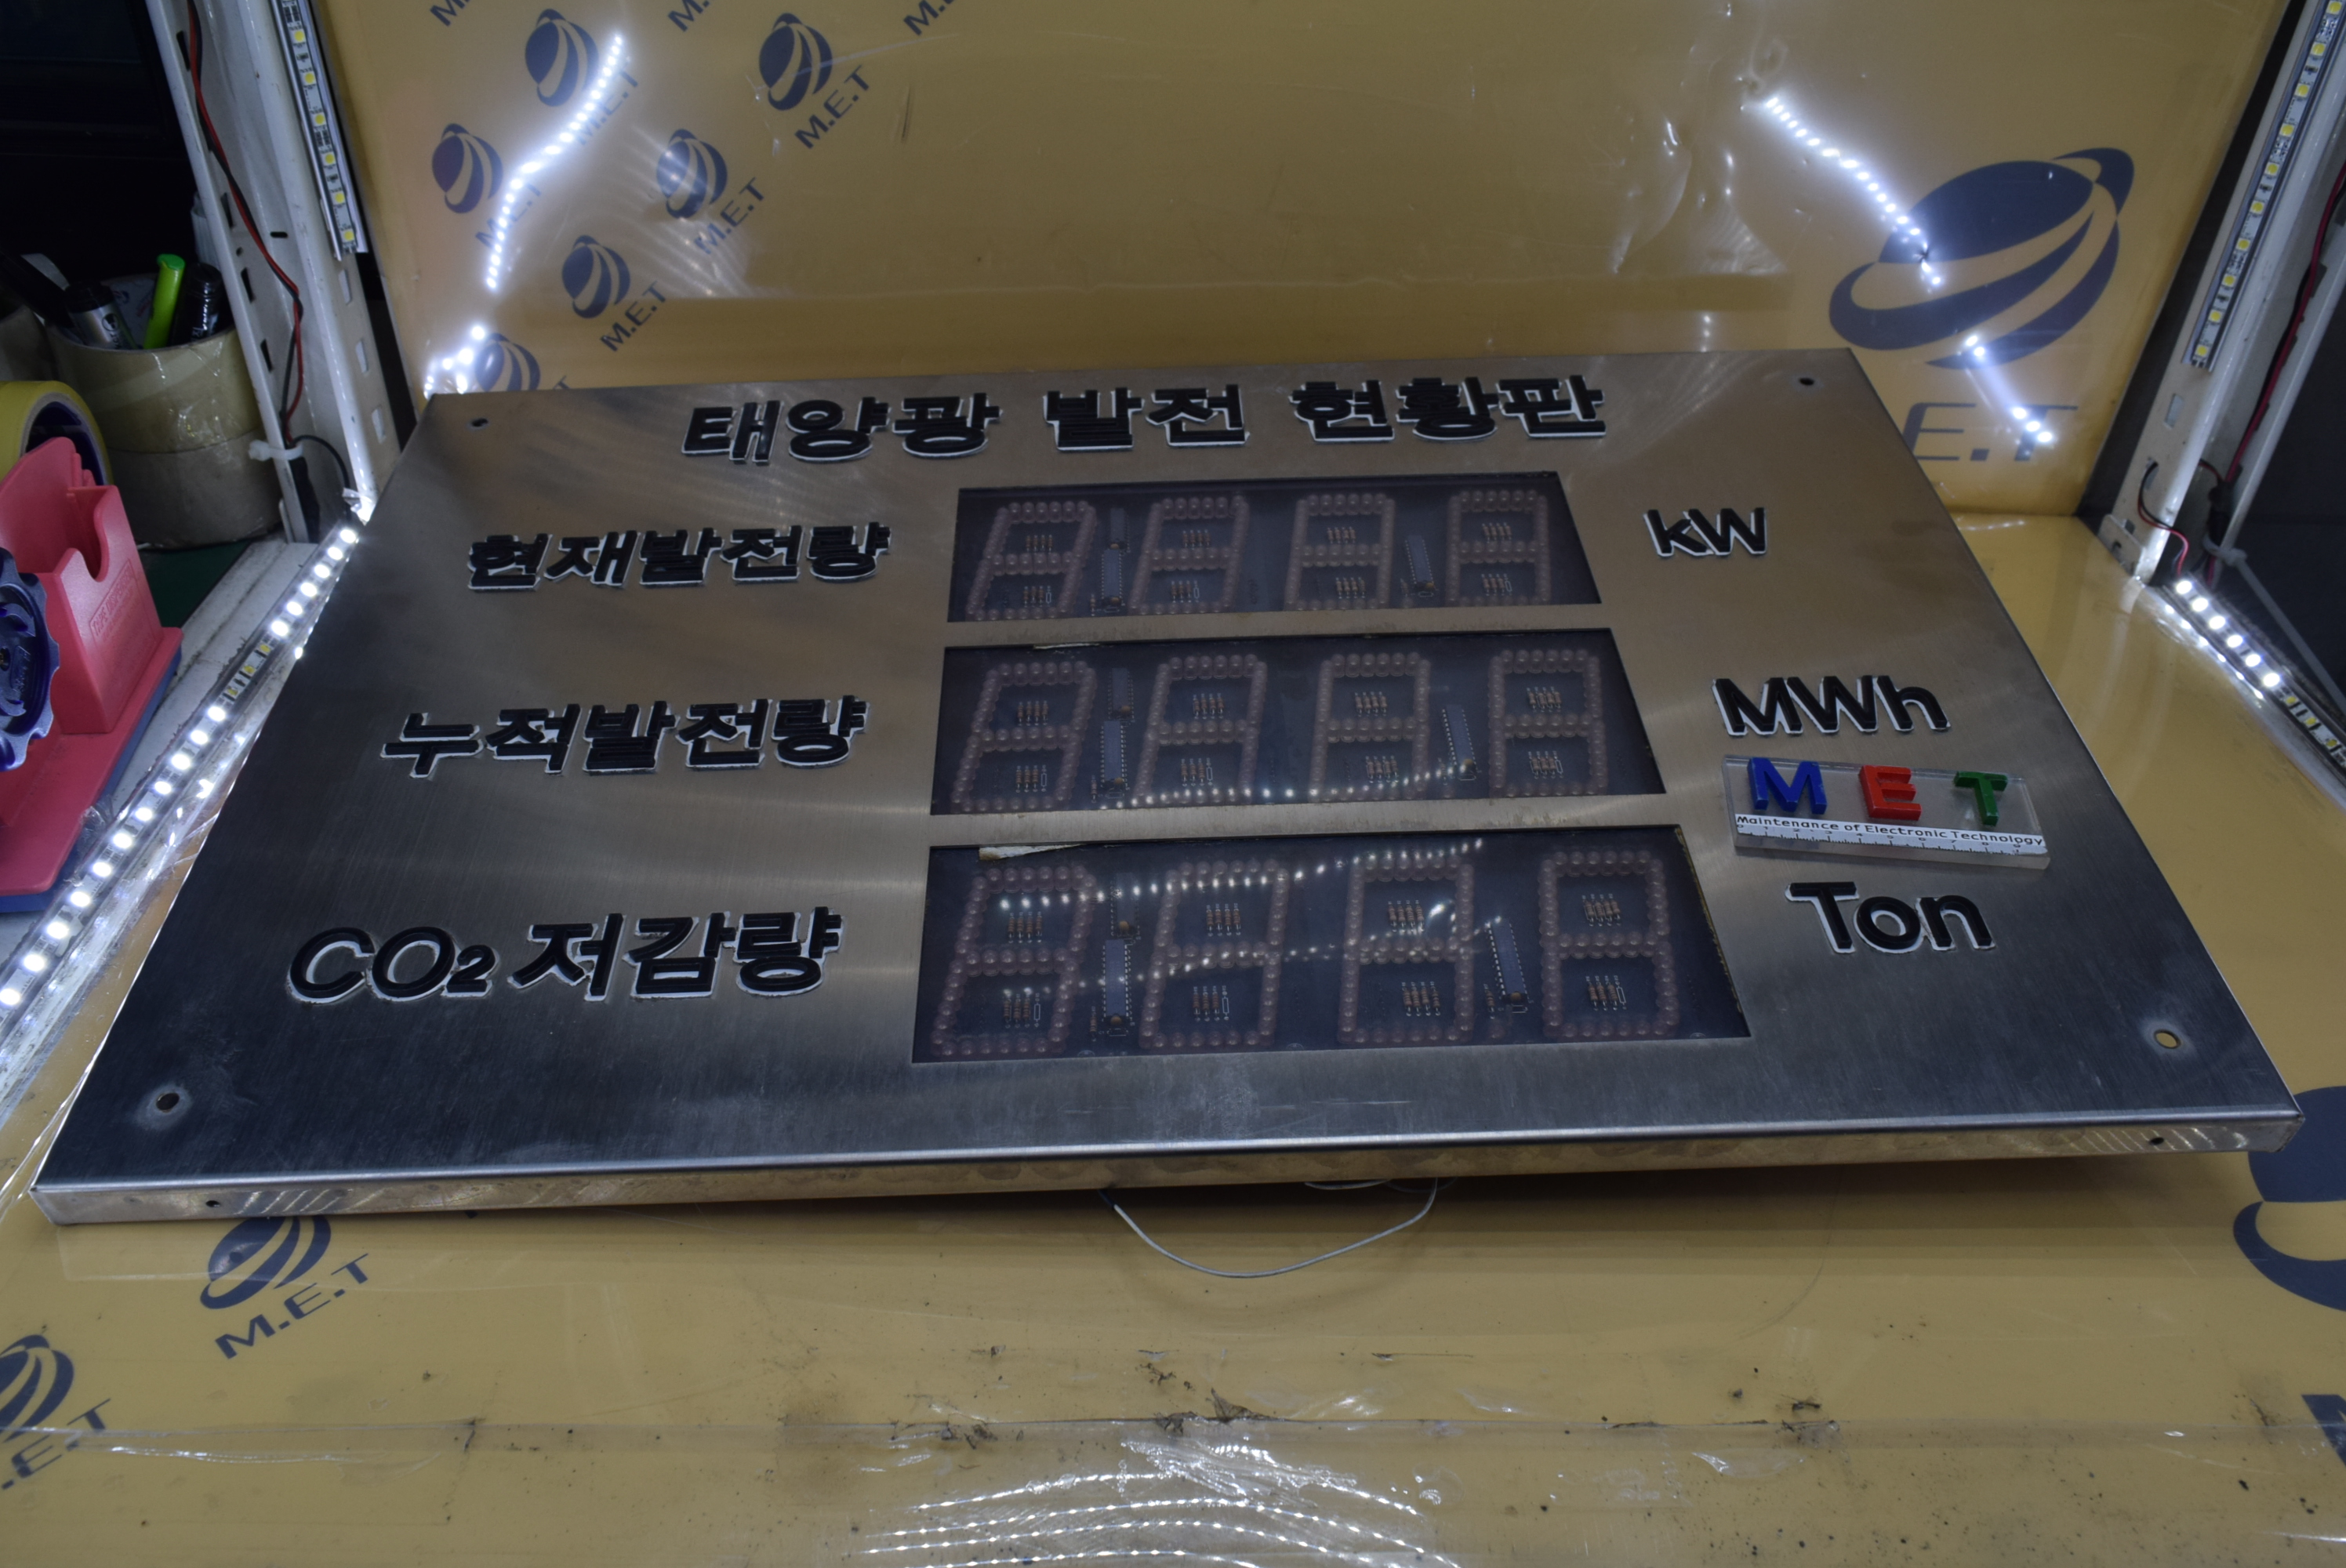 M.E.T
M.E.T
M.E.T
M.E.T
M.E.T
E.T
태양광 발전 현황판
현재발전량 kW
누적발전량 MWh
MET
Maintenance of Electronic Technology
CO₂ 저감량 Ton
M.E.T
M.E.T